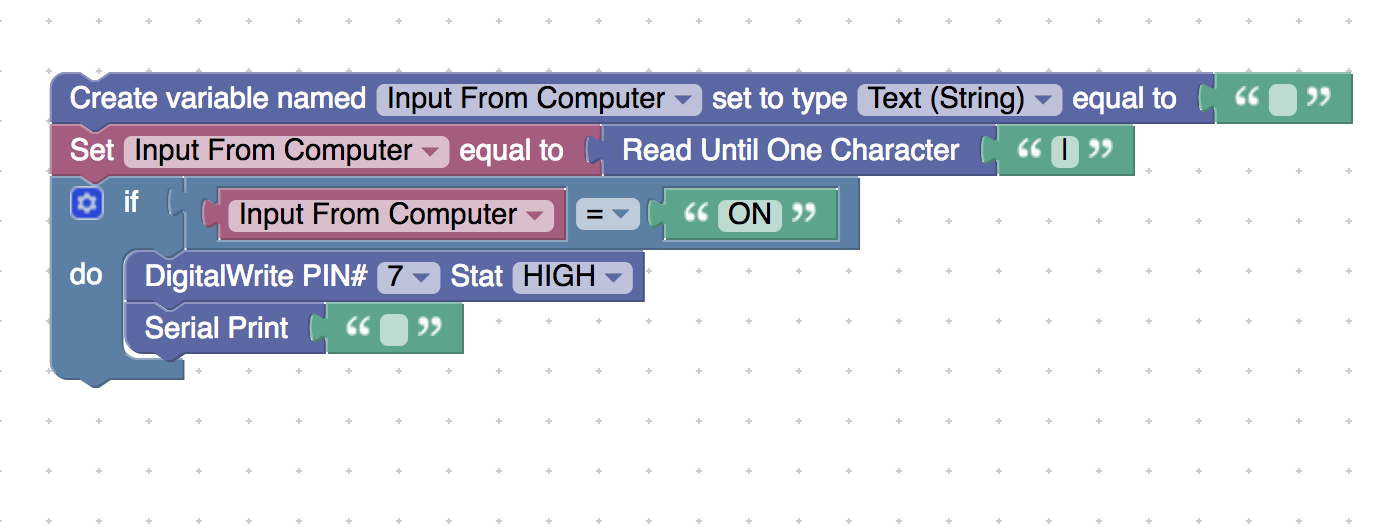 Create variable named Input From Computer set to type Text (String) equal to “ ”
Set Input From Computer equal to Read Until One Character “ | ”
if Input From Computer = “ ON ”
do DigitalWrite PIN# 7 Stat HIGH
Serial Print “ ”